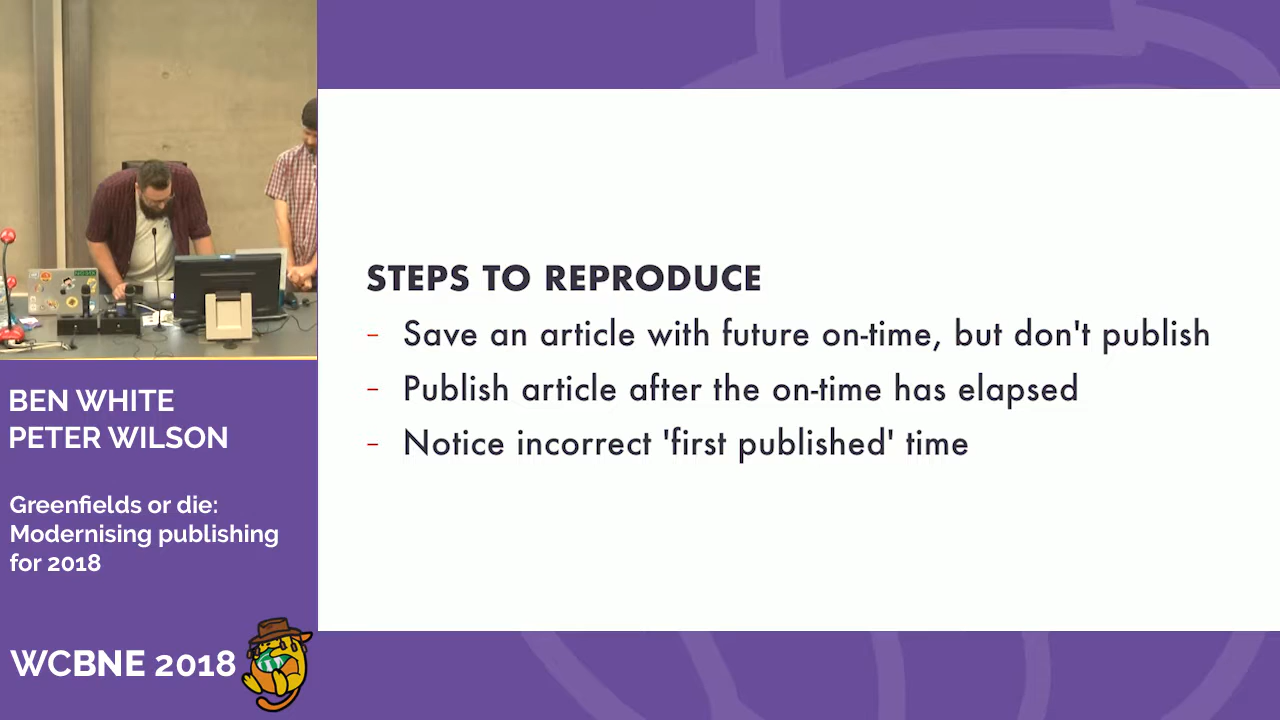 STEPS TO REPRODUCE
- Save an article with future on-time, but don't publish
- Publish article after the on-time has elapsed
- Notice incorrect 'first published' time
BEN WHITE
PETER WILSON
Greenfields or die:
Modernising publishing
for 2018
WCBNE 2018